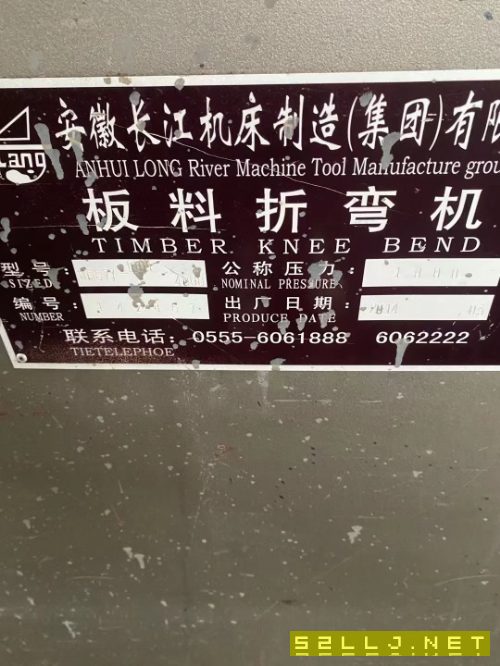 安徽长江机床制造(集团)有限
ANHUI LONG River Machine Tool Manufacture grou
板料折弯机
TIMBER KNEE BEND
型号: 公称压力:
SIZED NOMINAL PRESSURE
编号: 出厂日期:
NUMBER PRODUCE DATE
联系电话: 0555-6061888 6062222
TIETELEPHOE
52LLJ.NET